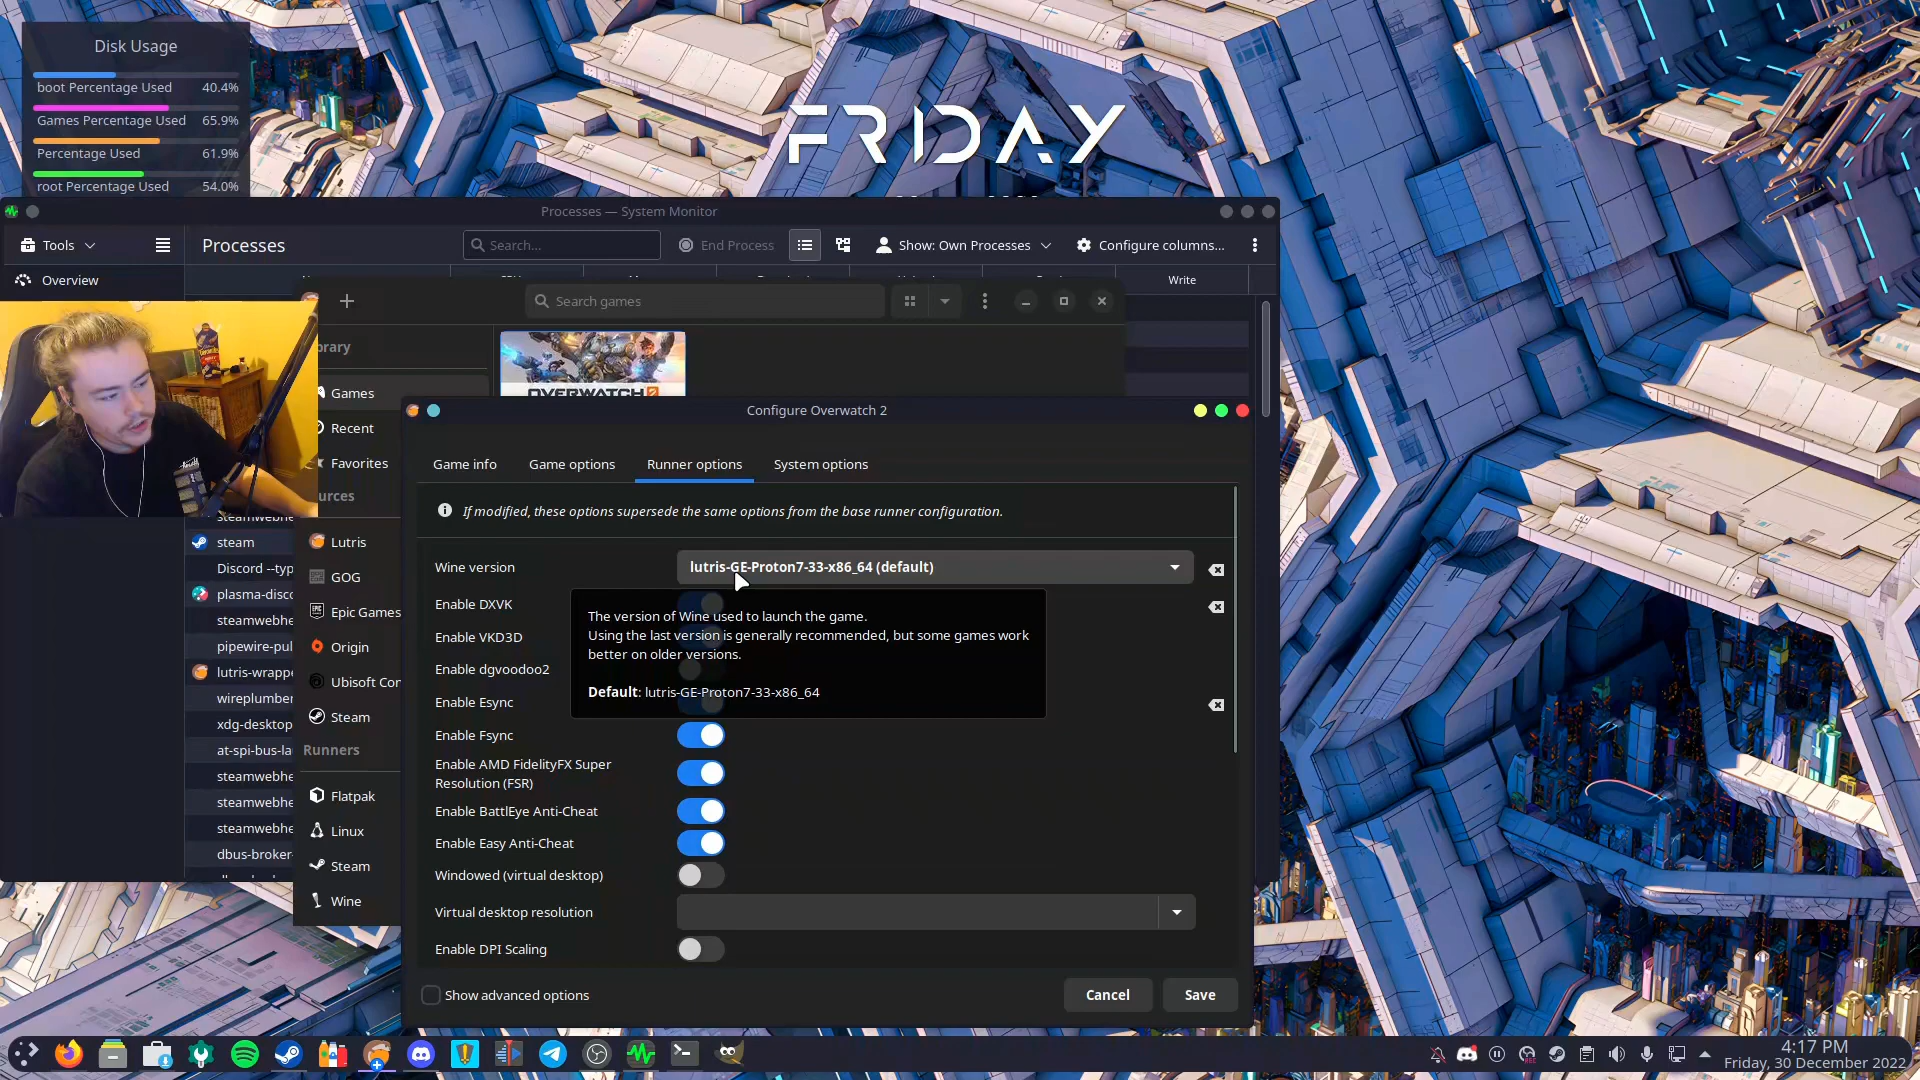 Disk Usage
boot Percentage Used 40.4%
Games Percentage Used 65.9%
Percentage Used 61.9%
root Percentage Used 54.0%
FRIDAY
Processes — System Monitor
Tools
Processes
Search...
End Process
Show: Own Processes
Configure columns...
Overview
Write
Search games
brary
OVERWATCH 2
Games
Recent
Favorites
urces
Lutris
GOG
Epic Games
Origin
Ubisoft Con
Steam
Runners
Flatpak
Linux
Steam
Wine
steamwebhe
steam
Discord --typ
plasma-disco
steamwebhe
pipewire-pul
lutris-wrappe
wireplumber
xdg-desktop
at-spi-bus-la
steamwebhe
steamwebhe
steamwebhe
dbus-broker-
Configure Overwatch 2
Game info
Game options
Runner options
System options
If modified, these options supersede the same options from the base runner configuration.
Wine version
lutris-GE-Proton7-33-x86_64 (default)
Enable DXVK
The version of Wine used to launch the game.
Using the last version is generally recommended, but some games work
better on older versions.
Default: lutris-GE-Proton7-33-x86_64
Enable VKD3D
Enable dgvoodoo2
Enable Esync
Enable Fsync
Enable AMD FidelityFX Super
Resolution (FSR)
Enable BattlEye Anti-Cheat
Enable Easy Anti-Cheat
Windowed (virtual desktop)
Virtual desktop resolution
Enable DPI Scaling
Show advanced options
Cancel
Save
4:17 PM
Friday, 30 December 2022